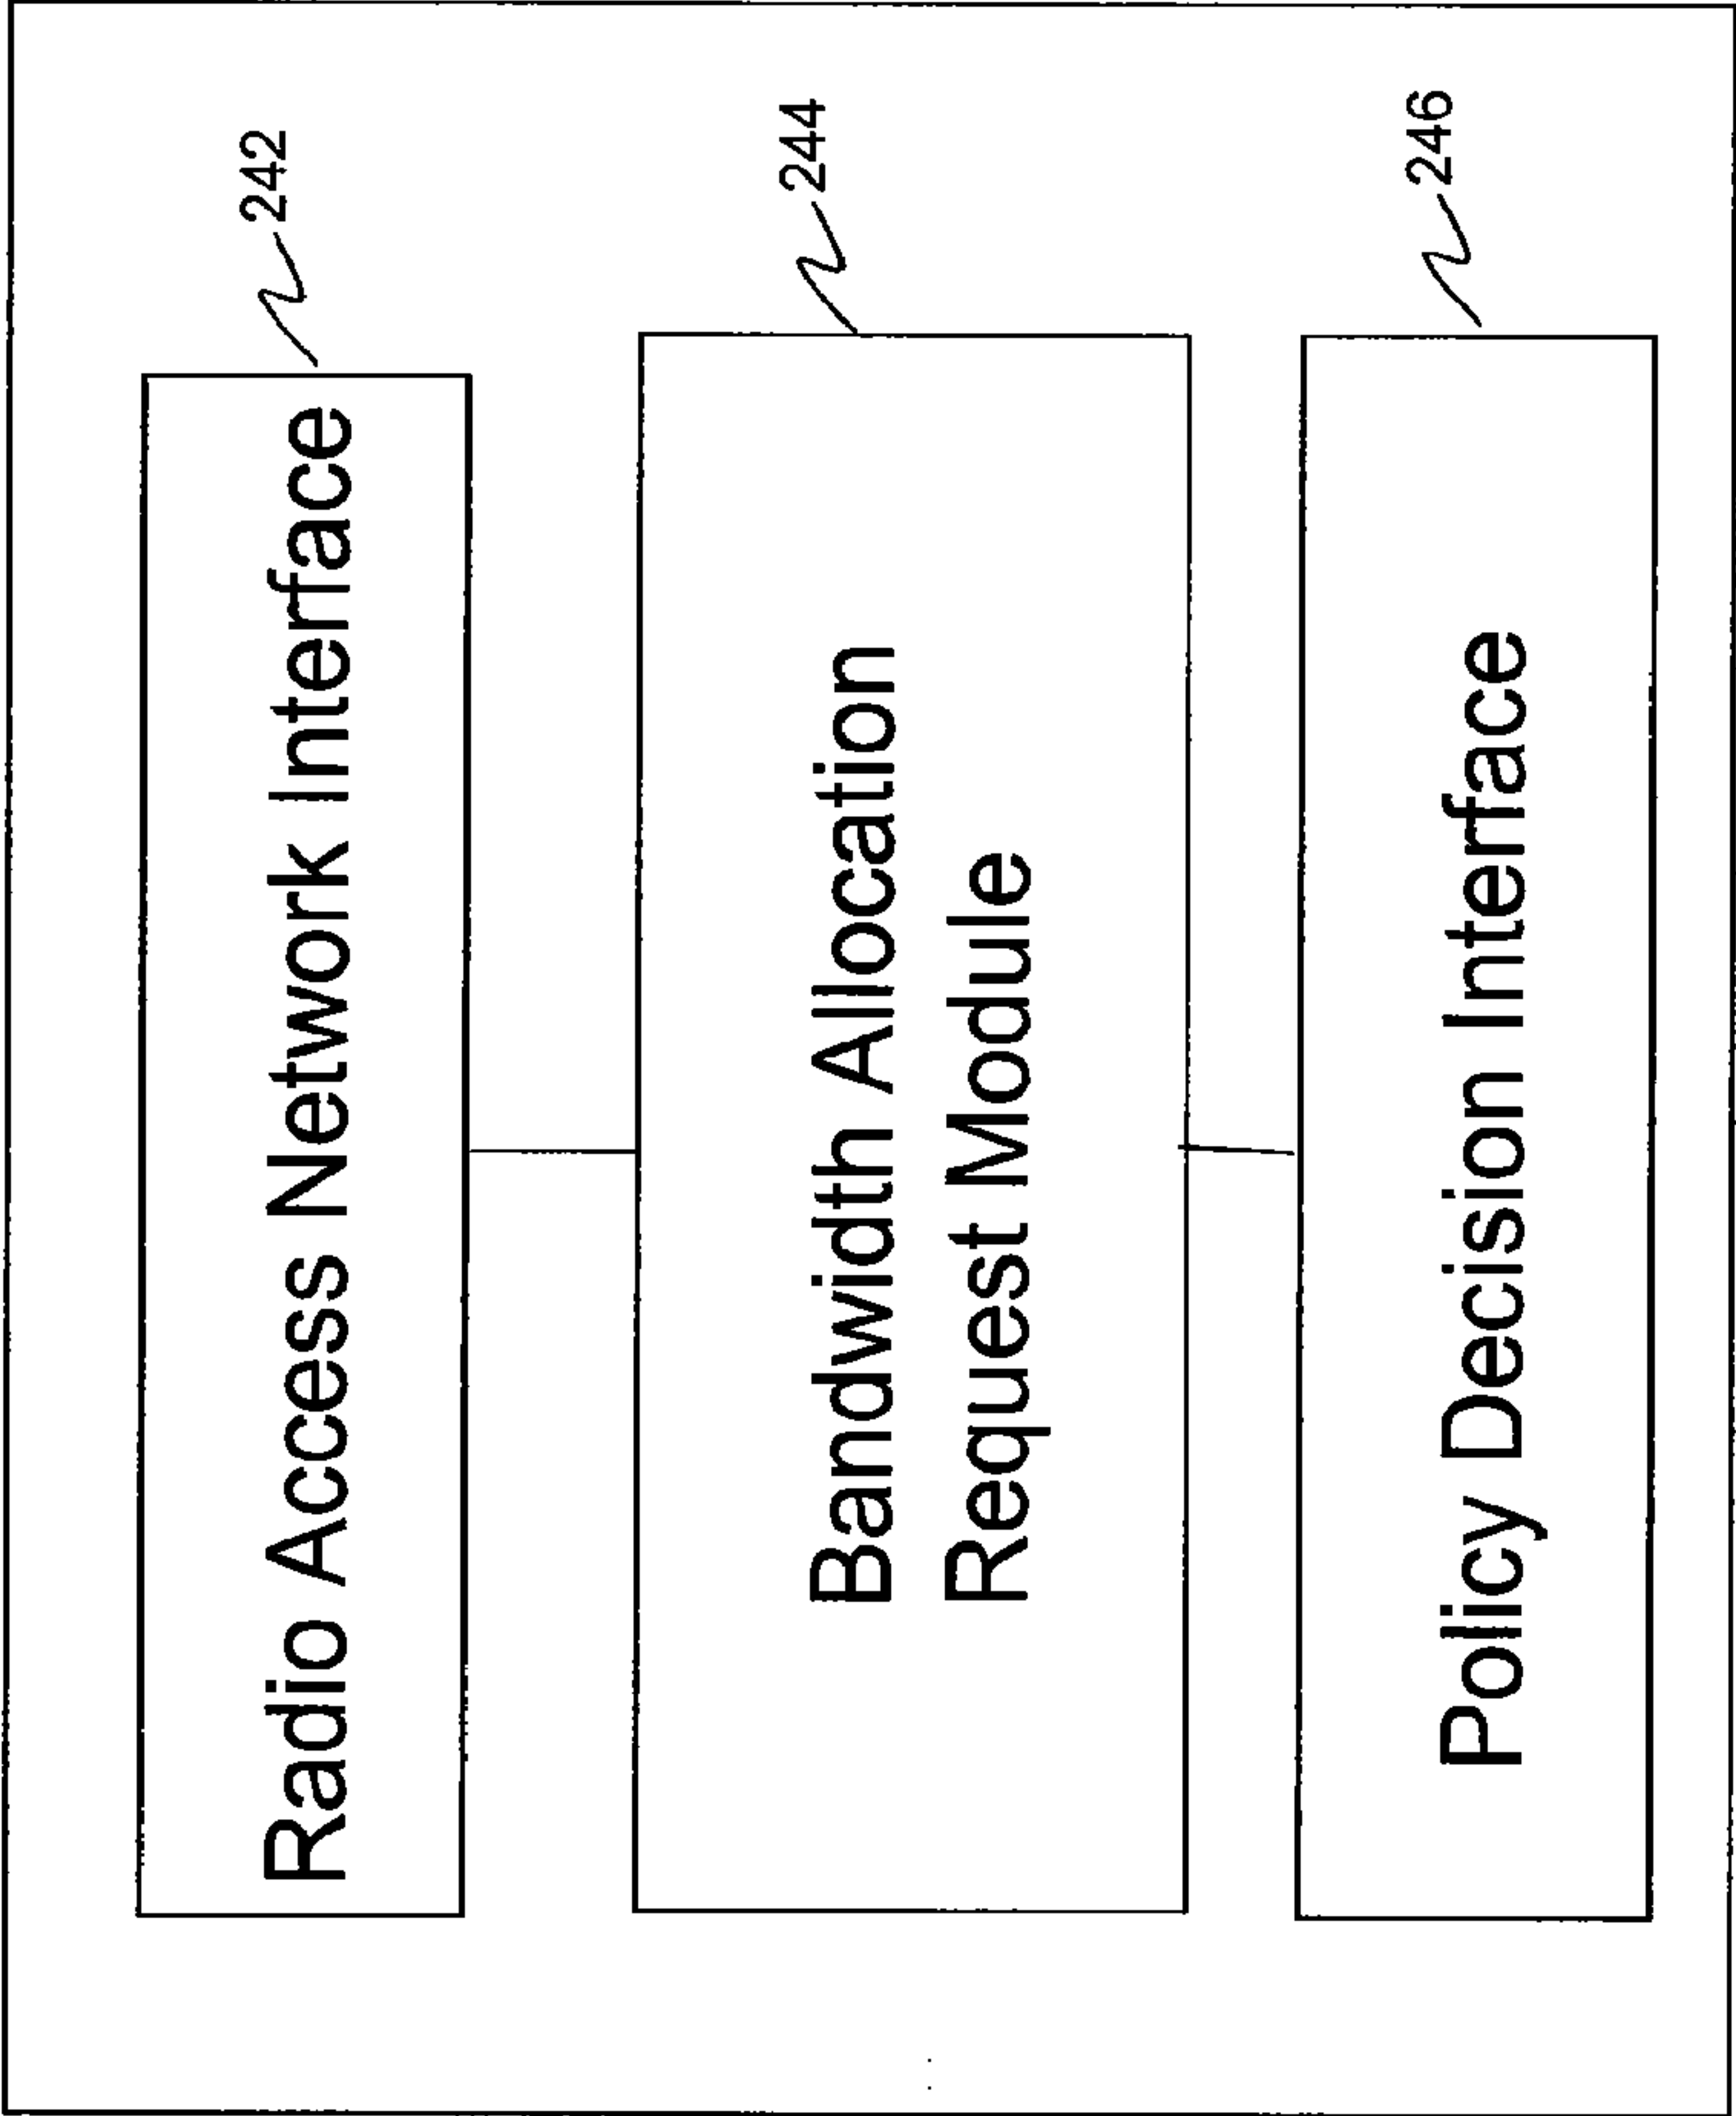 242
Radio Access Network Interface
244
Bandwidth Allocation
Request Module
246
Policy Decision Interface